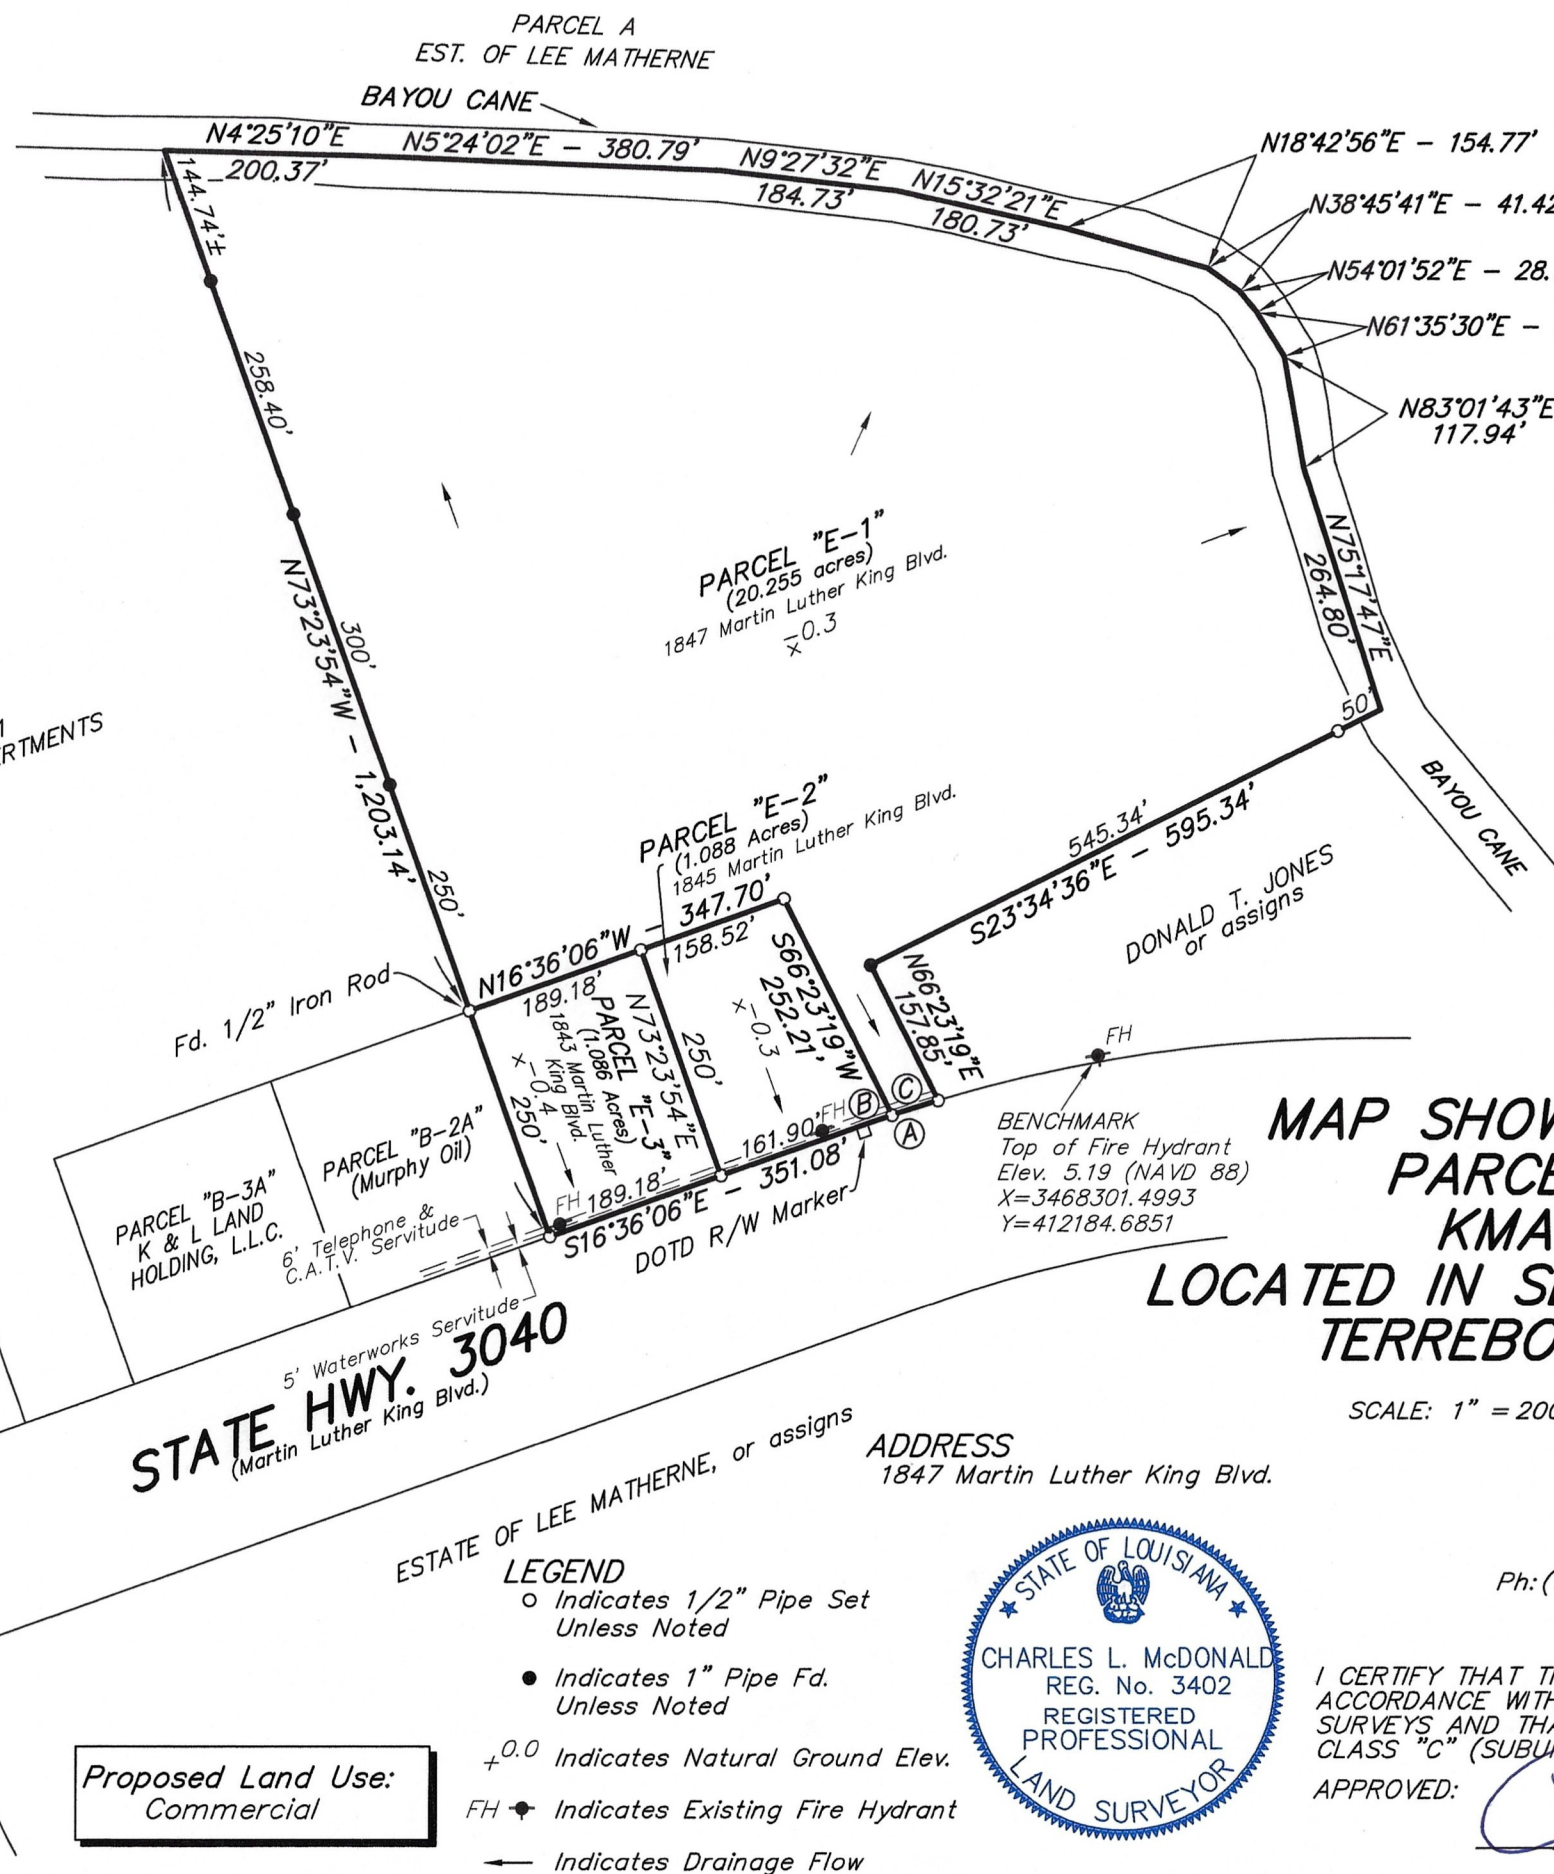 PARCEL A
EST. OF LEE MATHERNE
BAYOU CANE
N4°25'10"E
200.37'
N5°24'02"E - 380.79'
N9°27'32"E
184.73'
N15°32'21"E
180.73'
N18°42'56"E - 154.77'
N38°45'41"E - 41.42
N54°01'52"E - 28.
N61°35'30"E -
N83°01'43"E
117.94'
N75°17'47"E
264.80'
50'
BAYOU CANE
144.74'±
258.40'
300'
N73°23'54"W - 1,203.14'
250'
PARCEL "E-1"
(20.255 acres)
1847 Martin Luther King Blvd.
-0.3
x
RTMENTS
PARCEL "E-2"
(1.088 Acres)
1845 Martin Luther King Blvd.
545.34'
S23°34'36"E - 595.34'
DONALD T. JONES
or assigns
N16°36'06"W - 347.70'
189.18'
158.52'
Fd. 1/2" Iron Rod
S66°23'19"W
252.21'
x-0.3
N66°23'19"E
157.85'
N73°23'54"E
250'
PARCEL "E-3"
(1.086 Acres)
1843 Martin Luther
King Blvd.
x-0.4
250'
FH
189.18'
161.90'
FH
B
C
A
S16°36'06"E - 351.08'
DOTD R/W Marker
FH
BENCHMARK
Top of Fire Hydrant
Elev. 5.19 (NAVD 88)
X=3468301.4993
Y=412184.6851
PARCEL "B-3A"
K & L LAND
HOLDING, L.L.C.
PARCEL "B-2A"
(Murphy Oil)
6' Telephone &
C.A.T.V. Servitude
5' Waterworks Servitude
STATE HWY. 3040
(Martin Luther King Blvd.)
ESTATE OF LEE MATHERNE, or assigns
MAP SHOW
PARCE
KMA
LOCATED IN S
TERREBO
SCALE: 1" = 200
ADDRESS
1847 Martin Luther King Blvd.
LEGEND
Indicates 1/2" Pipe Set
Unless Noted
Indicates 1" Pipe Fd.
Unless Noted
+0.0 Indicates Natural Ground Elev.
FH Indicates Existing Fire Hydrant
Indicates Drainage Flow
Proposed Land Use:
Commercial
STATE OF LOUISIANA
CHARLES L. McDONALD
REG. No. 3402
REGISTERED
PROFESSIONAL
LAND SURVEYOR
Ph:(
I CERTIFY THAT T
ACCORDANCE WITH
SURVEYS AND THA
CLASS "C" (SUBU
APPROVED: